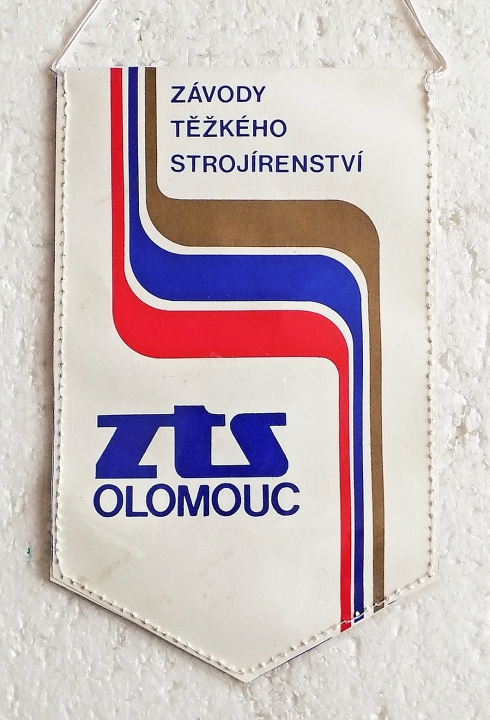 ZÁVODY
TĚŽKÉHO
STROJÍRENSTVÍ
zts
OLOMOUC